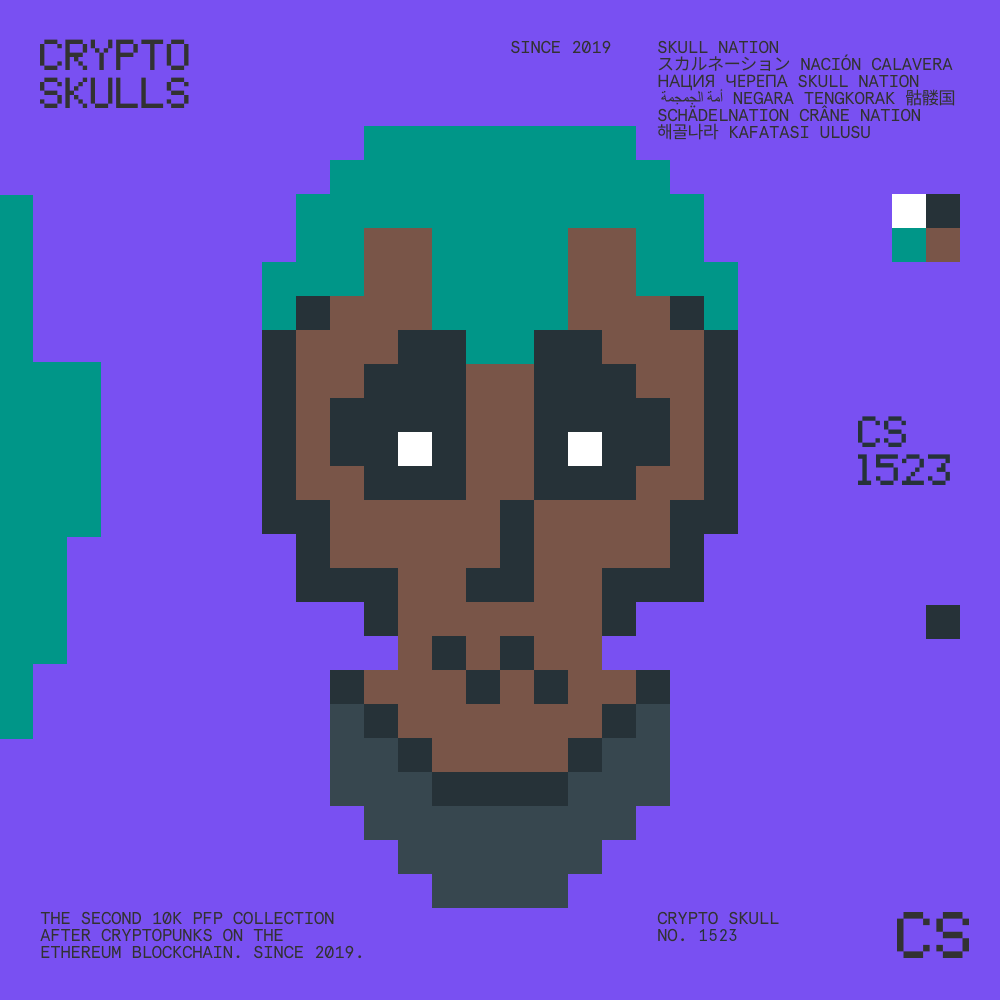 CRYPTO
SKULLS
SINCE 2019
SKULL NATION
スカルネーション NACIÓN CALAVERA
НАЦИЯ ЧЕРЕПА SKULL NATION
أمة الجمجمة NEGARA TENGKORAK 骷髅国
SCHÄDELNATION CRÂNE NATION
해골나라 KAFATASI ULUSU
CS
1523
THE SECOND 10K PFP COLLECTION
AFTER CRYPTOPUNKS ON THE
ETHEREUM BLOCKCHAIN. SINCE 2019.
CRYPTO SKULL
NO. 1523
CS